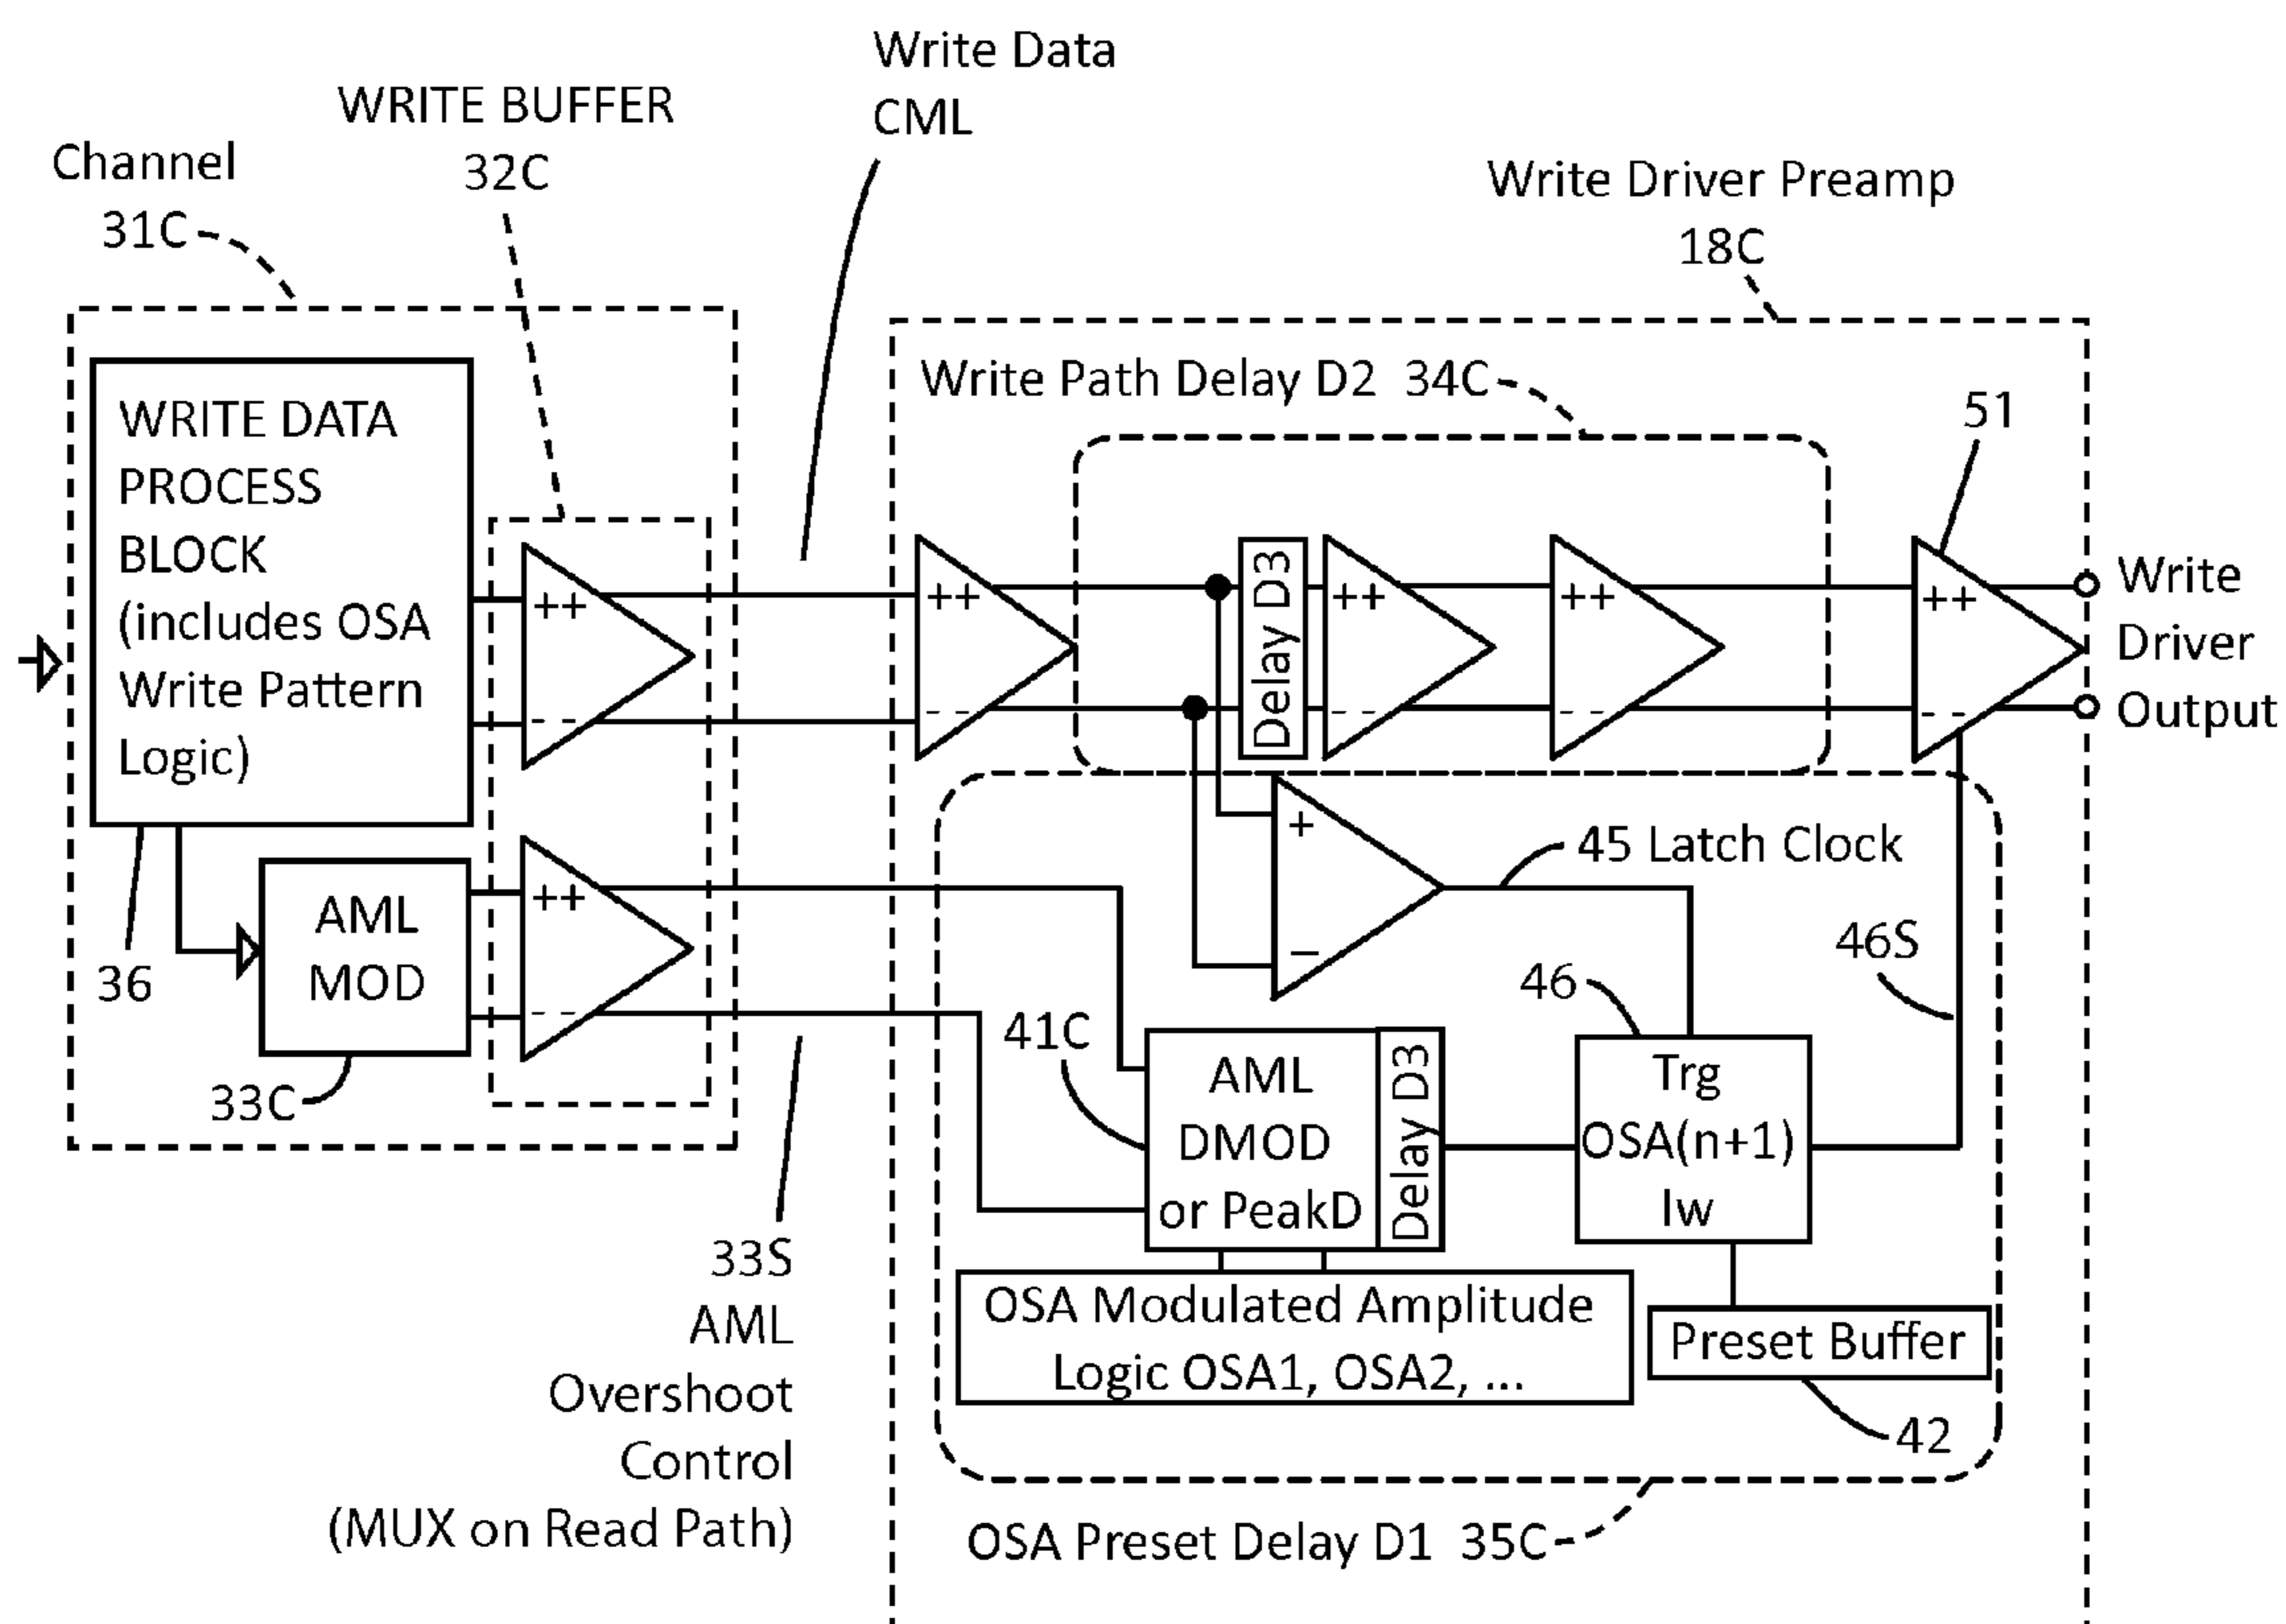 Write Data
CML
WRITE BUFFER
32C
Channel
31C
Write Driver Preamp
18C
Write Path Delay D2 34C
51
WRITE DATA
PROCESS
BLOCK
(includes OSA
Write Pattern
Logic)
++
- -
++
- -
Delay D3
++
- -
++
- -
++
- -
Write
Driver
Output
36
AML
MOD
33C
++
- -
+
–
45 Latch Clock
46S
46
41C
AML
DMOD
or PeakD
Delay D3
Trg
OSA(n+1)
Iw
33S
AML
Overshoot
Control
(MUX on Read Path)
OSA Modulated Amplitude
Logic OSA1, OSA2, ...
Preset Buffer
42
OSA Preset Delay D1 35C